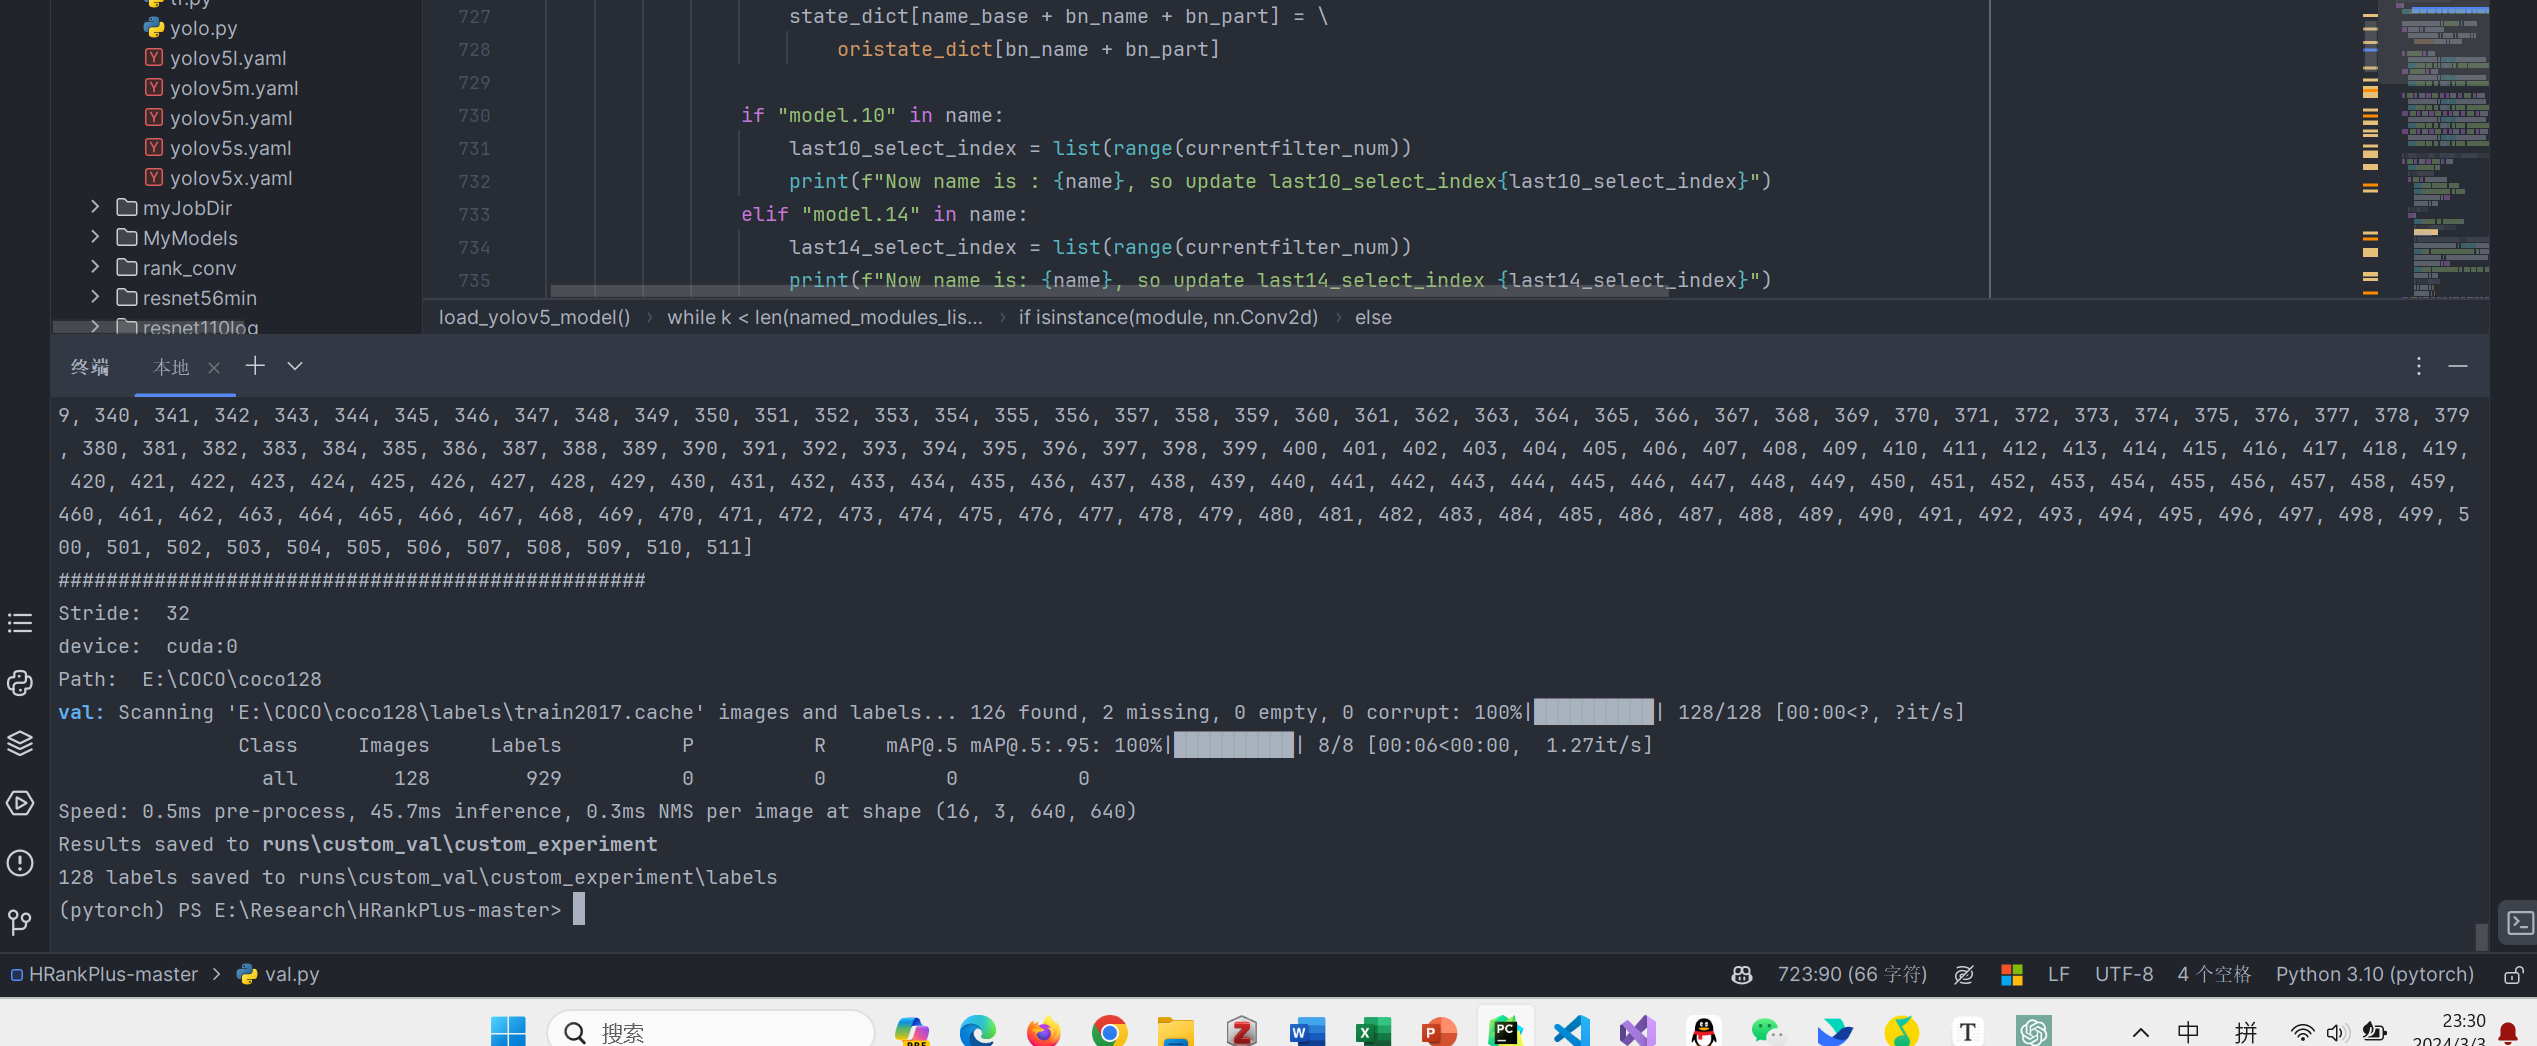 tf.py
yolo.py
yolov5l.yaml
yolov5m.yaml
yolov5n.yaml
yolov5s.yaml
yolov5x.yaml
myJobDir
MyModels
rank_conv
resnet56min
resnet110log
727 state_dict[name_base + bn_name + bn_part] = \
728 oristate_dict[bn_name + bn_part]
729
730 if "model.10" in name:
731 last10_select_index = list(range(currentfilter_num))
732 print(f"Now name is : {name}, so update last10_select_index{last10_select_index}")
733 elif "model.14" in name:
734 last14_select_index = list(range(currentfilter_num))
735 print(f"Now name is: {name}, so update last14_select_index {last14_select_index}")
load_yolov5_model() › while k < len(named_modules_lis... › if isinstance(module, nn.Conv2d) › else
终端 本地
9, 340, 341, 342, 343, 344, 345, 346, 347, 348, 349, 350, 351, 352, 353, 354, 355, 356, 357, 358, 359, 360, 361, 362, 363, 364, 365, 366, 367, 368, 369, 370, 371, 372, 373, 374, 375, 376, 377, 378, 379
, 380, 381, 382, 383, 384, 385, 386, 387, 388, 389, 390, 391, 392, 393, 394, 395, 396, 397, 398, 399, 400, 401, 402, 403, 404, 405, 406, 407, 408, 409, 410, 411, 412, 413, 414, 415, 416, 417, 418, 419,
420, 421, 422, 423, 424, 425, 426, 427, 428, 429, 430, 431, 432, 433, 434, 435, 436, 437, 438, 439, 440, 441, 442, 443, 444, 445, 446, 447, 448, 449, 450, 451, 452, 453, 454, 455, 456, 457, 458, 459,
460, 461, 462, 463, 464, 465, 466, 467, 468, 469, 470, 471, 472, 473, 474, 475, 476, 477, 478, 479, 480, 481, 482, 483, 484, 485, 486, 487, 488, 489, 490, 491, 492, 493, 494, 495, 496, 497, 498, 499, 5
00, 501, 502, 503, 504, 505, 506, 507, 508, 509, 510, 511]
#################################################
Stride:  32
device:  cuda:0
Path:  E:\COCO\coco128
val: Scanning 'E:\COCO\coco128\labels\train2017.cache' images and labels... 126 found, 2 missing, 0 empty, 0 corrupt: 100%|██████████| 128/128 [00:00<?, ?it/s]
Class Images Labels P R mAP@.5 mAP@.5:.95: 100%|██████████| 8/8 [00:06<00:00,  1.27it/s]
all 128 929 0 0 0 0
Speed: 0.5ms pre-process, 45.7ms inference, 0.3ms NMS per image at shape (16, 3, 640, 640)
Results saved to runs\custom_val\custom_experiment
128 labels saved to runs\custom_val\custom_experiment\labels
(pytorch) PS E:\Research\HRankPlus-master>
HRankPlus-master › val.py 723:90 (66 字符) LF UTF-8 4 个空格 Python 3.10 (pytorch)
搜索 中 拼 23:30
2024/3/3